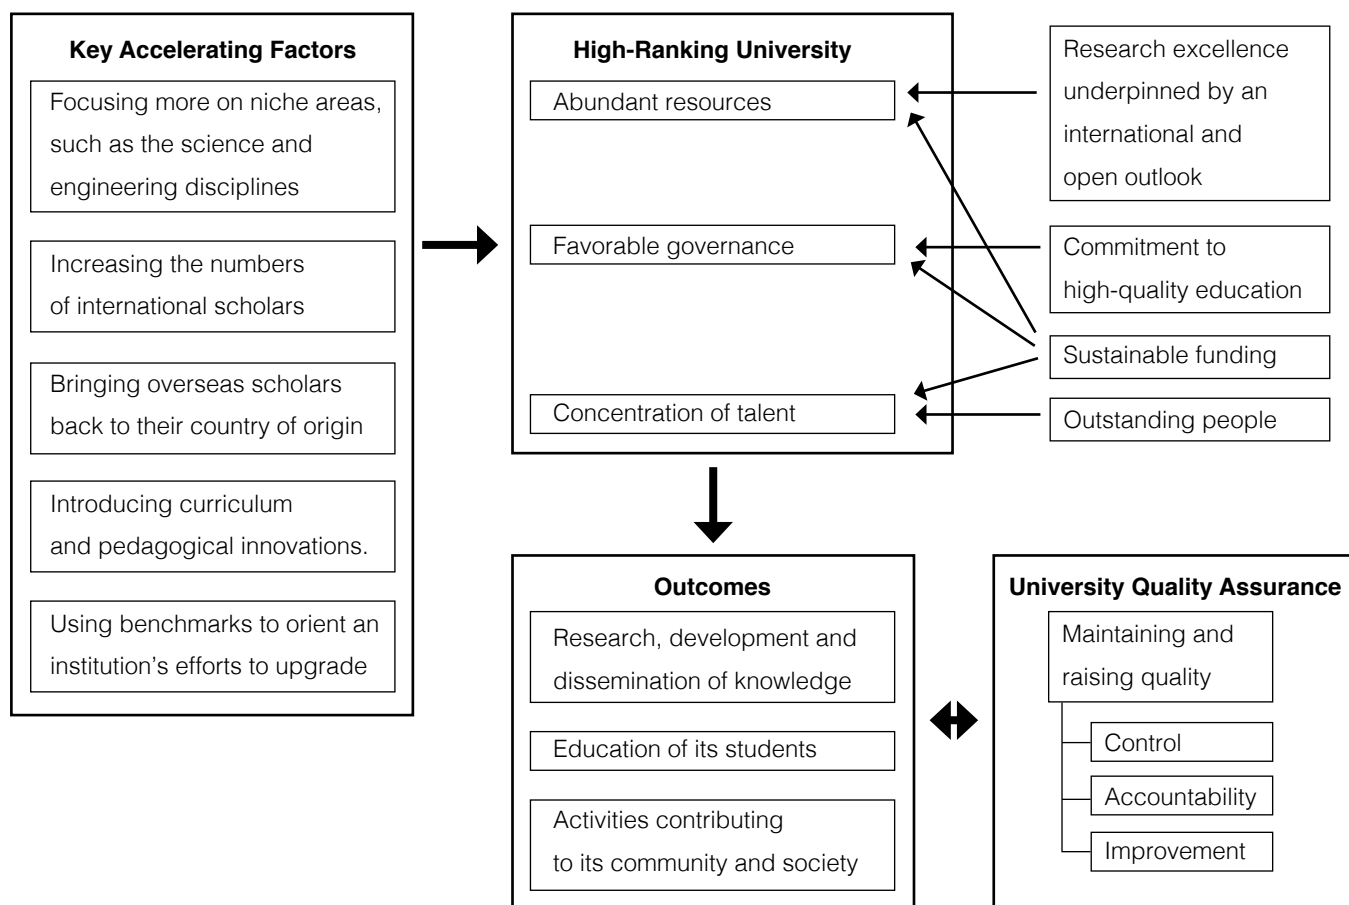 Key Accelerating Factors
Focusing more on niche areas,
such as the science and
engineering disciplines
Increasing the numbers
of international scholars
Bringing overseas scholars
back to their country of origin
Introducing curriculum
and pedagogical innovations.
Using benchmarks to orient an
institution's efforts to upgrade
High-Ranking University
Abundant resources
Favorable governance
Concentration of talent
Research excellence
underpinned by an
international and
open outlook
Commitment to
high-quality education
Sustainable funding
Outstanding people
Outcomes
Research, development and
dissemination of knowledge
Education of its students
Activities contributing
to its community and society
University Quality Assurance
Maintaining and
raising quality
Control
Accountability
Improvement